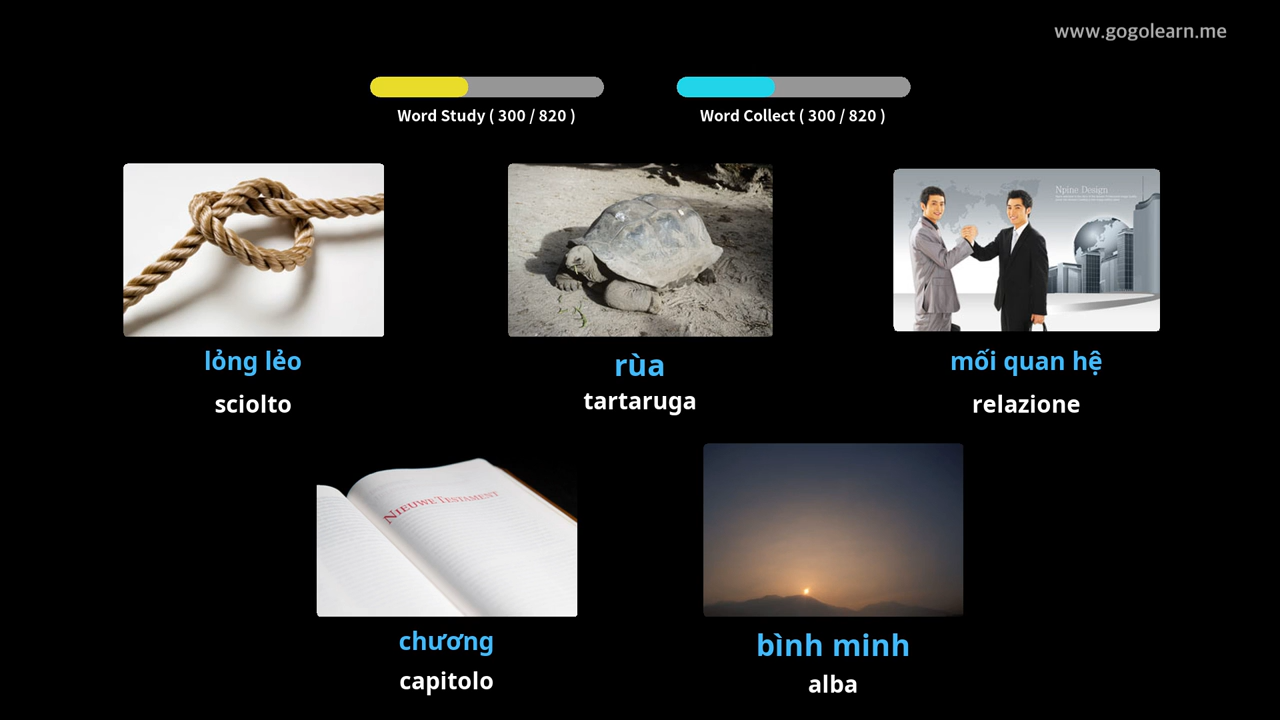 www.gogolearn.me
Word Study ( 300 / 820 )
Word Collect ( 300 / 820 )
Npine Design
lỏng lẻo
sciolto
rùa
tartaruga
mối quan hệ
relazione
NIEUWE TESTAMENT
chương
capitolo
bình minh
alba